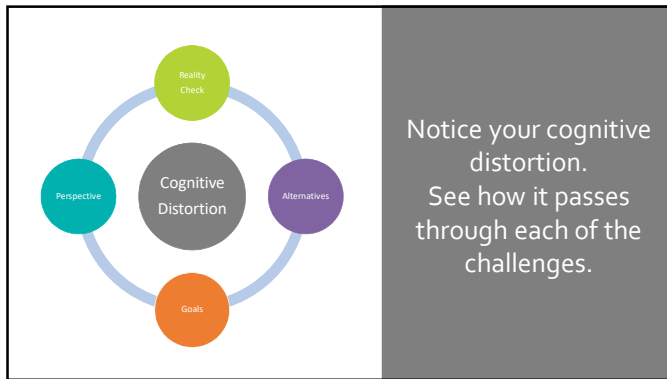 Reality
Check
Perspective
Cognitive
Distortion
Alternatives
Goals
Notice your cognitive
distortion.
See how it passes
through each of the
challenges.